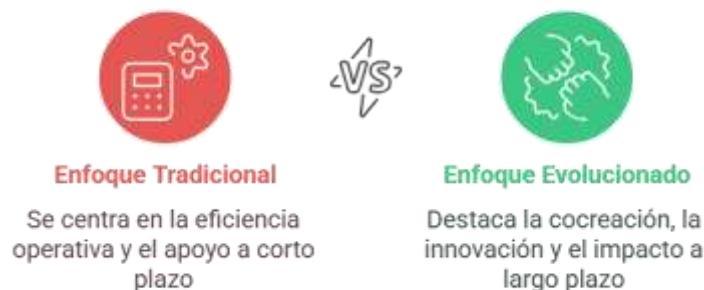 VS
Enfoque Tradicional
Se centra en la eficiencia
operativa y el apoyo a corto
plazo
Enfoque Evolucionado
Destaca la cocreación, la
innovación y el impacto a
largo plazo